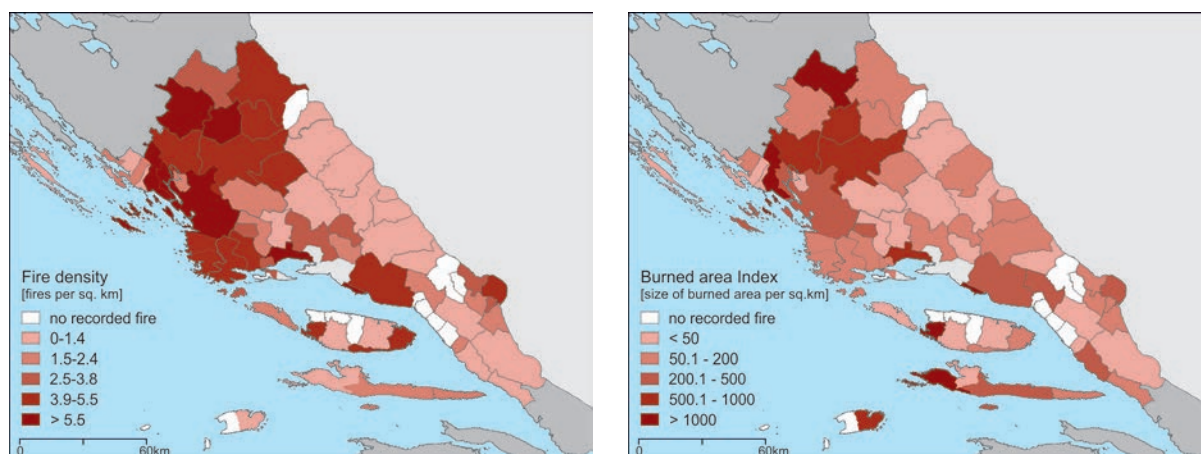 Fire density
[fires per sq. km]
no recorded fire
0-1.4
1.5-2.4
2.5-3.8
3.9-5.5
> 5.5
0 60km
Burned area Index
[size of burned area per sq.km]
no recorded fire
< 50
50.1 - 200
200.1 - 500
500.1 - 1000
> 1000
0 60km